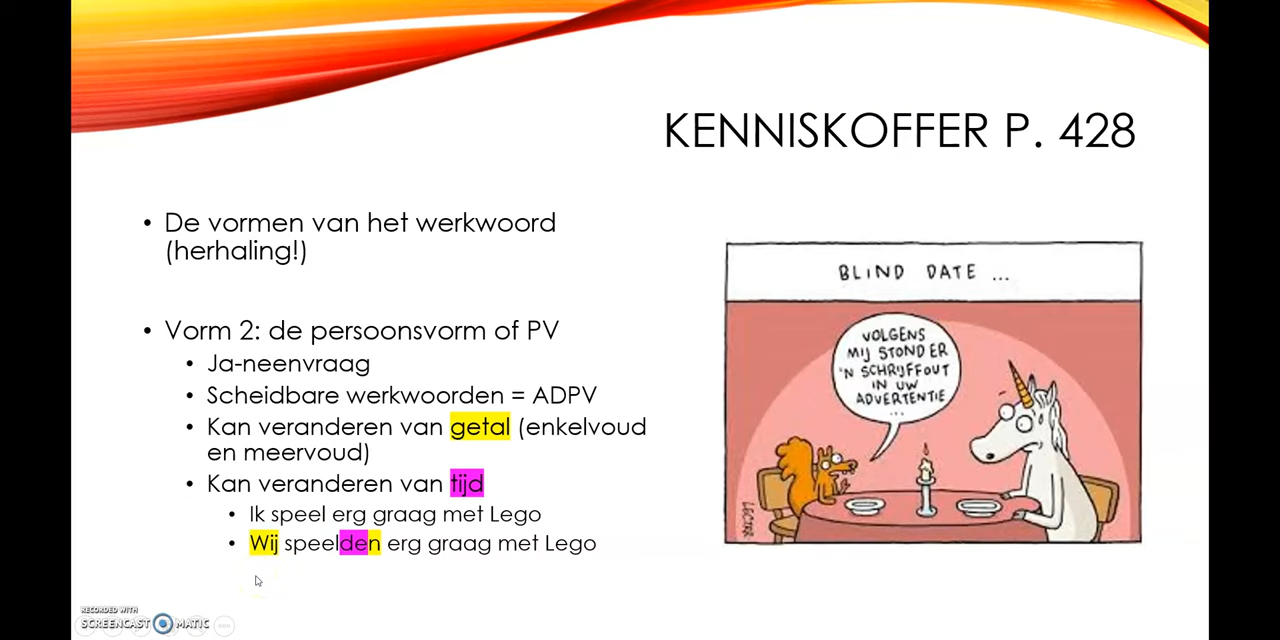 KENNISKOFFER P. 428
• De vormen van het werkwoord
(herhaling!)
• Vorm 2: de persoonsvorm of PV
• Ja-neenvraag
• Scheidbare werkwoorden = ADPV
• Kan veranderen van getal (enkelvoud
en meervoud)
• Kan veranderen van tijd
• Ik speel erg graag met Lego
• Wij speelden erg graag met Lego
BLIND DATE ...
VOLGENS
MIJ STOND ER
'N SCHRIJFFOUT
IN UW
ADVERTENTIE
...
LECTRR
RECORDED WITH
SCREENCAST MATIC